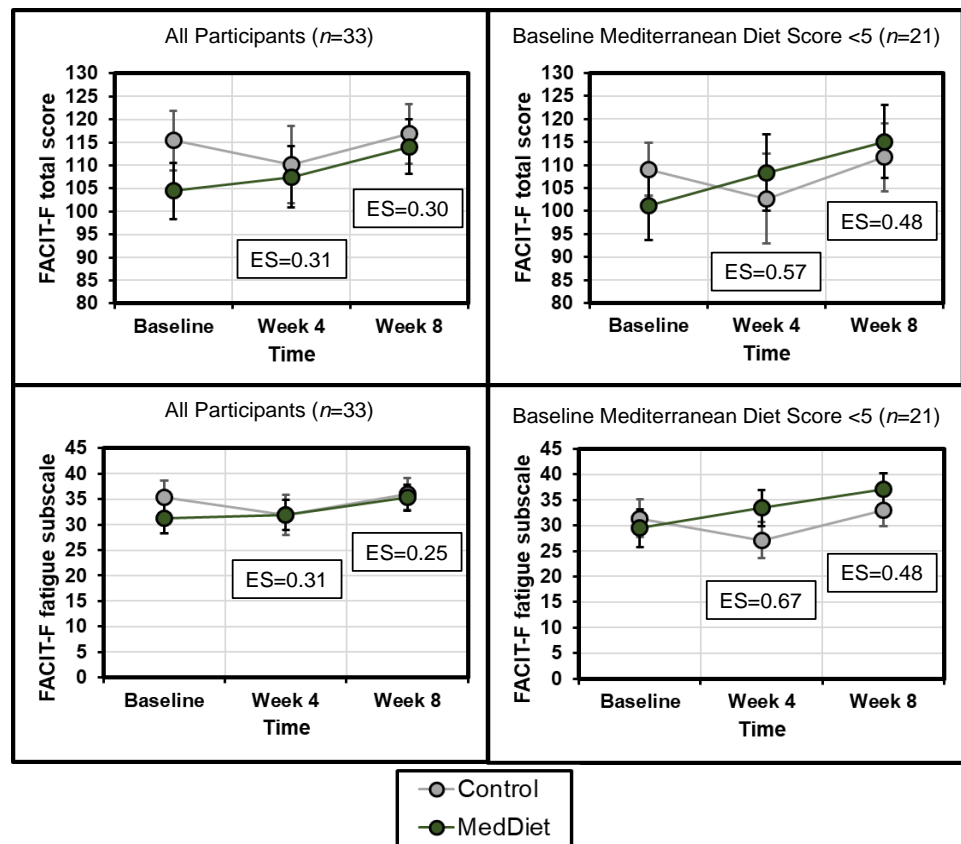 All Participants (n=33)
FACIT-F total score
130
125
120
115
110
105
100
95
90
85
80
ES=0.31
ES=0.30
Baseline Week 4 Week 8
Time
Baseline Mediterranean Diet Score <5 (n=21)
FACIT-F total score
130
125
120
115
110
105
100
95
90
85
80
ES=0.57
ES=0.48
Baseline Week 4 Week 8
Time
All Participants (n=33)
FACIT-F fatigue subscale
45
40
35
30
25
20
15
10
5
0
ES=0.31
ES=0.25
Baseline Week 4 Week 8
Time
Baseline Mediterranean Diet Score <5 (n=21)
FACIT-F fatigue subscale
45
40
35
30
25
20
15
10
5
0
ES=0.67
ES=0.48
Baseline Week 4 Week 8
Time
Control
MedDiet